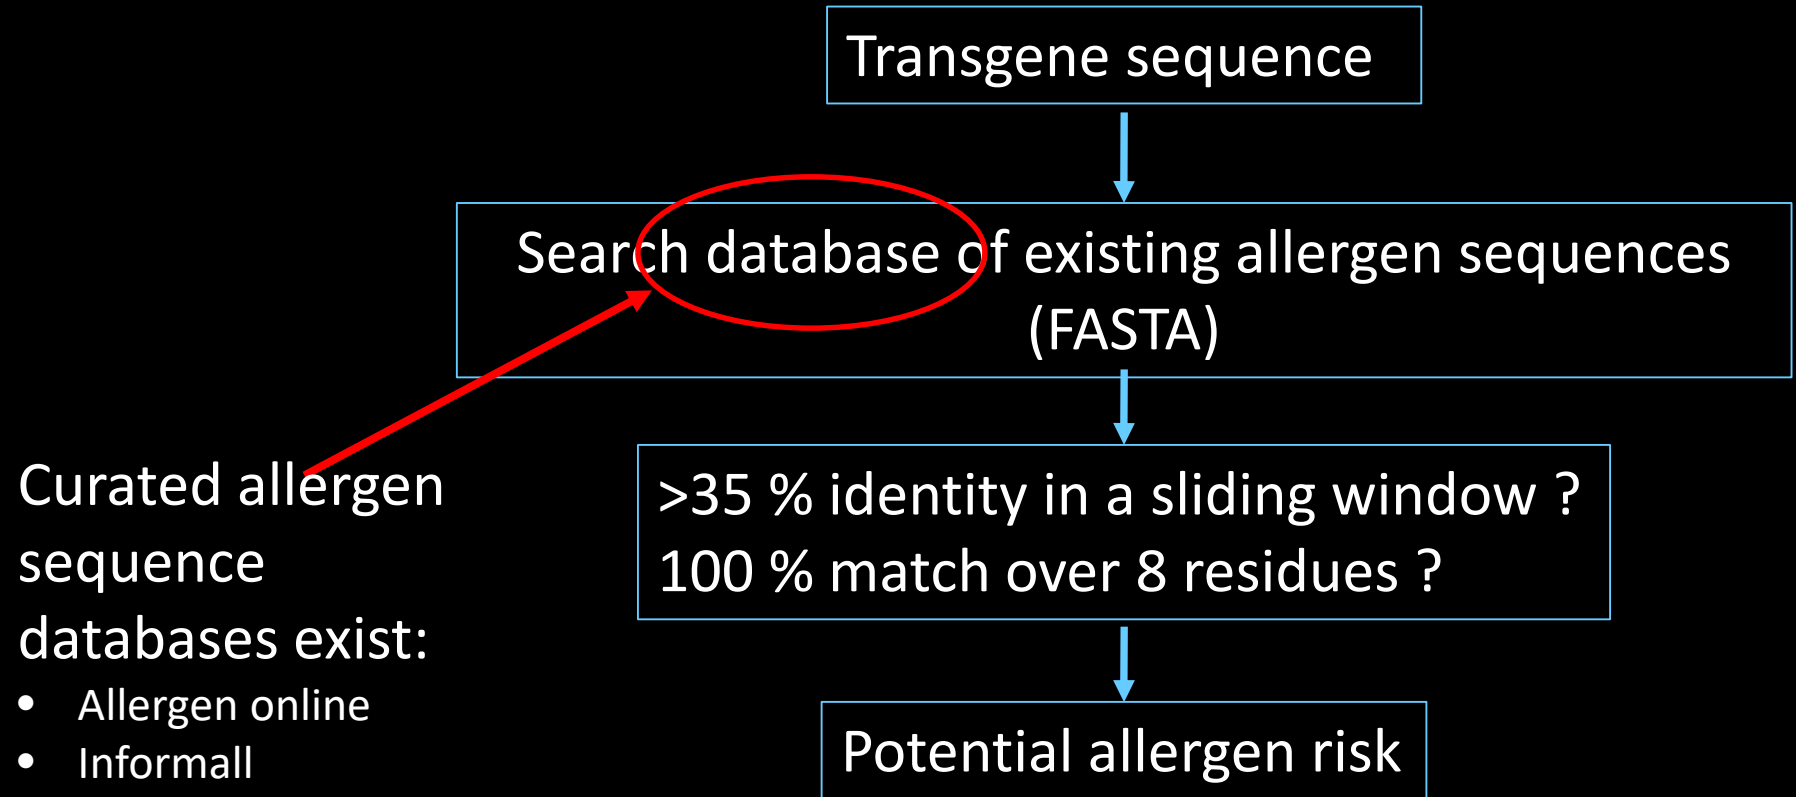 Transgene sequence
Search database of existing allergen sequences
(FASTA)
>35 % identity in a sliding window ?
100 % match over 8 residues ?
Potential allergen risk
Curated allergen
sequence
databases exist:
• Allergen online
• Informall